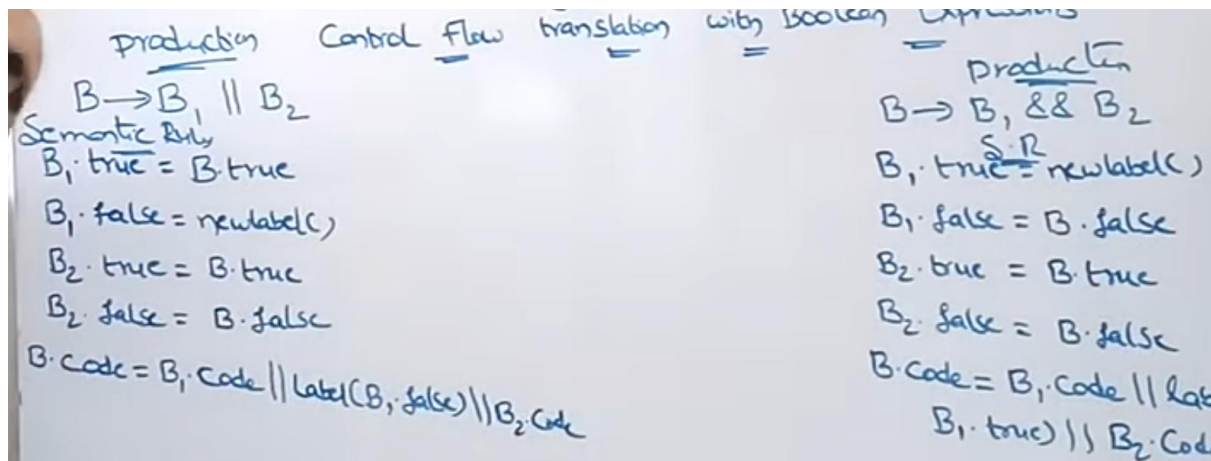 production Control Flow translation with Boolean Expressions
B → B₁ || B₂
Semantic Rules
B₁.true = B.true
B₁.false = newlabel()
B₂.true = B.true
B₂.false = B.false
B.code = B₁.code || Label(B₁.false) || B₂.code
production
B → B₁ && B₂
S.R
B₁.true = newlabel()
B₁.false = B.false
B₂.true = B.true
B₂.false = B.false
B.code = B₁.code || lab
B₁.true) || B₂.cod